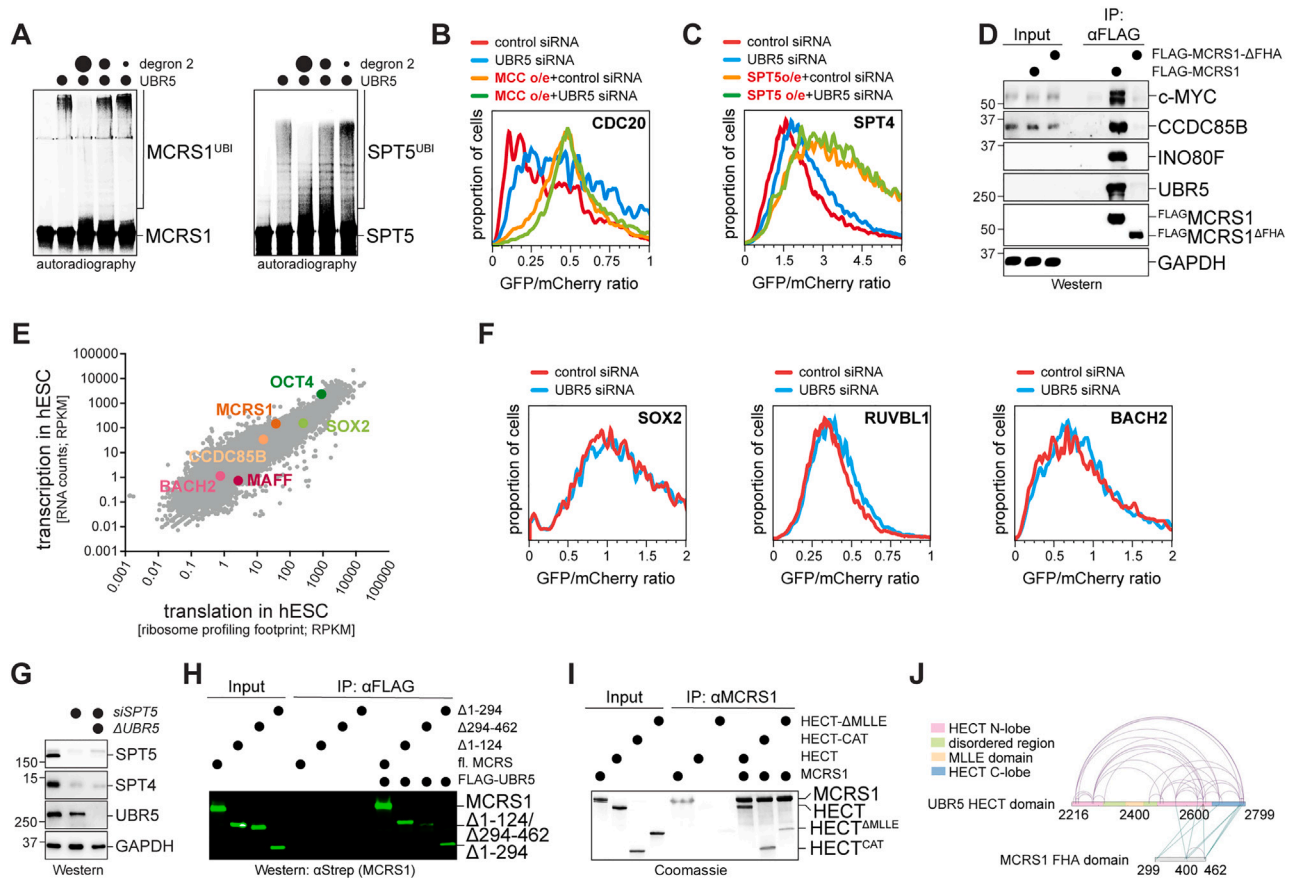 A
degron 2
UBR5
MCRS1UBI
MCRS1
autoradiography
SPT5UBI
SPT5
degron 2
UBR5
autoradiography
B
control siRNA
UBR5 siRNA
MCC o/e+control siRNA
MCC o/e+UBR5 siRNA
CDC20
proportion of cells
0 0.25 0.5 0.75 1
GFP/mCherry ratio
C
control siRNA
UBR5 siRNA
SPT5o/e+control siRNA
SPT5 o/e+UBR5 siRNA
SPT4
proportion of cells
0 1.5 3 4.5 6
GFP/mCherry ratio
D
Input
IP:
αFLAG
FLAG-MCRS1-ΔFHA
FLAG-MCRS1
50
c-MYC
37
CCDC85B
37
INO80F
250
UBR5
50
FLAGMCRS1
FLAGMCRS1ΔFHA
37
GAPDH
Western
E
transcription in hESC
[RNA counts; RPKM]
100000
10000
1000
100
10
1
0.1
0.01
0.001
OCT4
MCRS1
SOX2
CCDC85B
BACH2
MAFF
0.001 0.01 0.1 1 10 100 1000 10000 100000
translation in hESC
[ribosome profiling footprint; RPKM]
F
control siRNA
UBR5 siRNA
SOX2
proportion of cells
0 0.5 1 1.5 2
GFP/mCherry ratio
control siRNA
UBR5 siRNA
RUVBL1
proportion of cells
0 0.25 0.5 0.75 1
GFP/mCherry ratio
control siRNA
UBR5 siRNA
BACH2
proportion of cells
0 0.5 1 1.5 2
GFP/mCherry ratio
G
siSPT5
ΔUBR5
150
SPT5
15
SPT4
250
UBR5
37
GAPDH
Western
H
Input
IP: αFLAG
Δ1-294
Δ294-462
Δ1-124
fl. MCRS
FLAG-UBR5
MCRS1
Δ1-124/
Δ294-462
Δ1-294
Western: αStrep (MCRS1)
I
Input
IP: αMCRS1
HECT-ΔMLLE
HECT-CAT
HECT
MCRS1
MCRS1
HECT
HECTΔMLLE
HECTCAT
Coomassie
J
HECT N-lobe
disordered region
MLLE domain
HECT C-lobe
UBR5 HECT domain
2216 2400 2600 2799
MCRS1 FHA domain
299 400 462